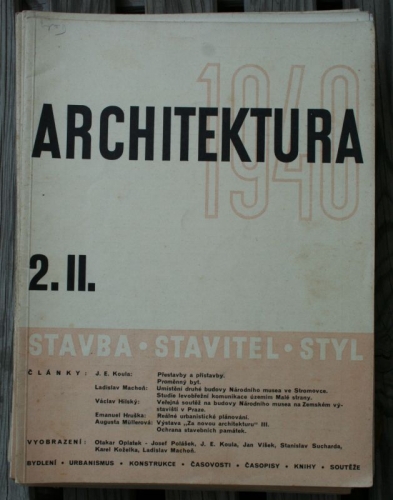 1940
ARCHITEKTURA
1940
2.II.
STAVBA • STAVITEL • STYL
ČLÁNKY: J. E. Koula: Přestavby a přístavby.
Proměnný byt.
Ladislav Machoň: Umístění druhé budovy Národního musea ve Stromovce.
Studie levobřežní komunikace územím Malé strany.
Václav Hilský: Veřejná soutěž na budovy Národního musea na Zemském vý-
stavišti v Praze.
Emanuel Hruška: Reálné urbanistické plánování.
Augusta Müllerová: Výstava „Za novou architekturu" III.
Ochrana stavebních památek.
VYOBRAZENÍ: Otakar Oplatek - Josef Polášek, J. E. Koula, Jan Víšek, Stanislav Sucharda,
Karel Koželka, Ladislav Machoň.
BYDLENÍ • URBANISMUS • KONSTRUKCE • ČASOVOSTI • ČASOPISY • KNIHY • SOUTĚŽE